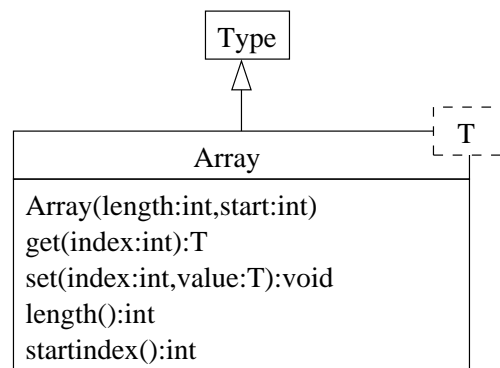 Type
T
Array
Array(length:int,start:int)
get(index:int):T
set(index:int,value:T):void
length():int
startindex():int